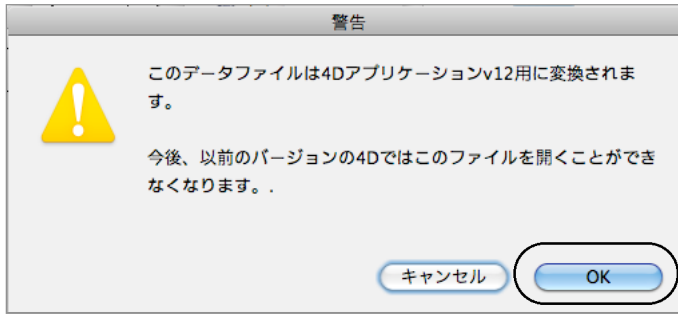 警告
このデータファイルは4Dアプリケーションv12用に変換されま
す。
今後、以前のバージョンの4Dではこのファイルを開くことができ
なくなります。.
キャンセル
OK